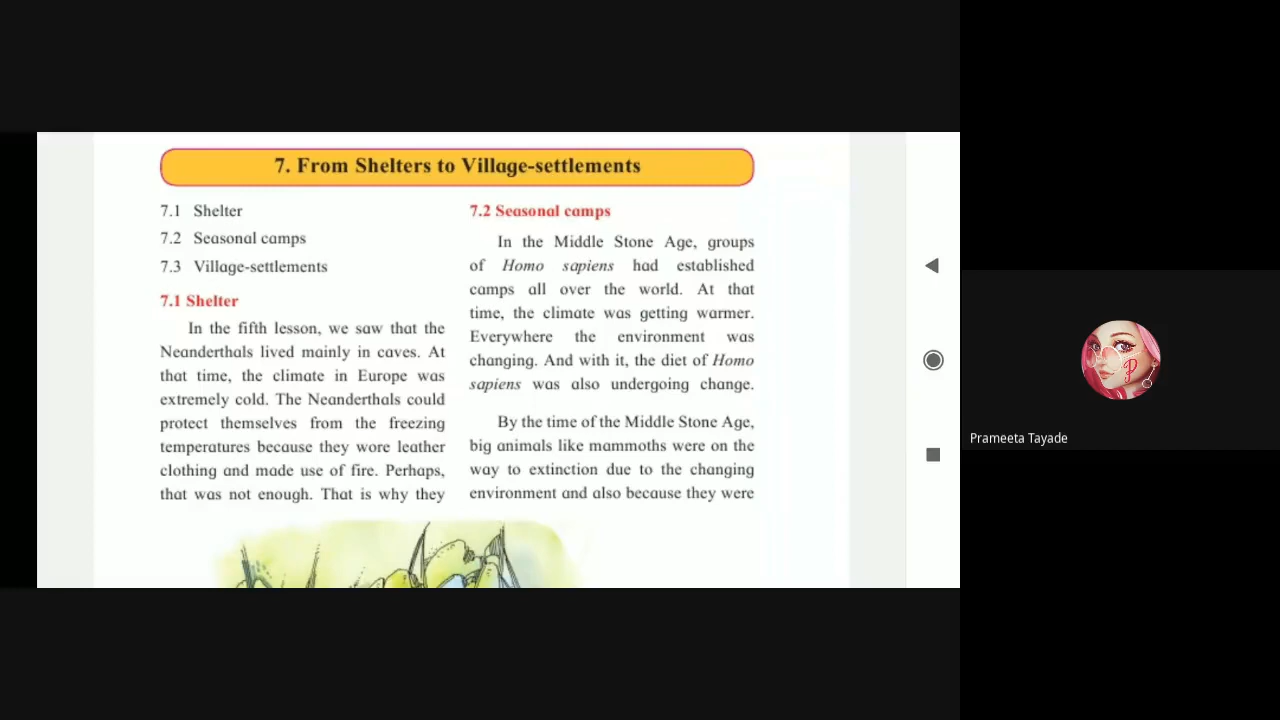 7. From Shelters to Village-settlements
7.1 Shelter
7.2 Seasonal camps
7.3 Village-settlements
7.1 Shelter
In the fifth lesson, we saw that the
Neanderthals lived mainly in caves. At
that time, the climate in Europe was
extremely cold. The Neanderthals could
protect themselves from the freezing
temperatures because they wore leather
clothing and made use of fire. Perhaps,
that was not enough. That is why they
7.2 Seasonal camps
In the Middle Stone Age, groups
of Homo sapiens had established
camps all over the world. At that
time, the climate was getting warmer.
Everywhere the environment was
changing. And with it, the diet of Homo
sapiens was also undergoing change.
By the time of the Middle Stone Age,
big animals like mammoths were on the
way to extinction due to the changing
environment and also because they were
P
Prameeta Tayade